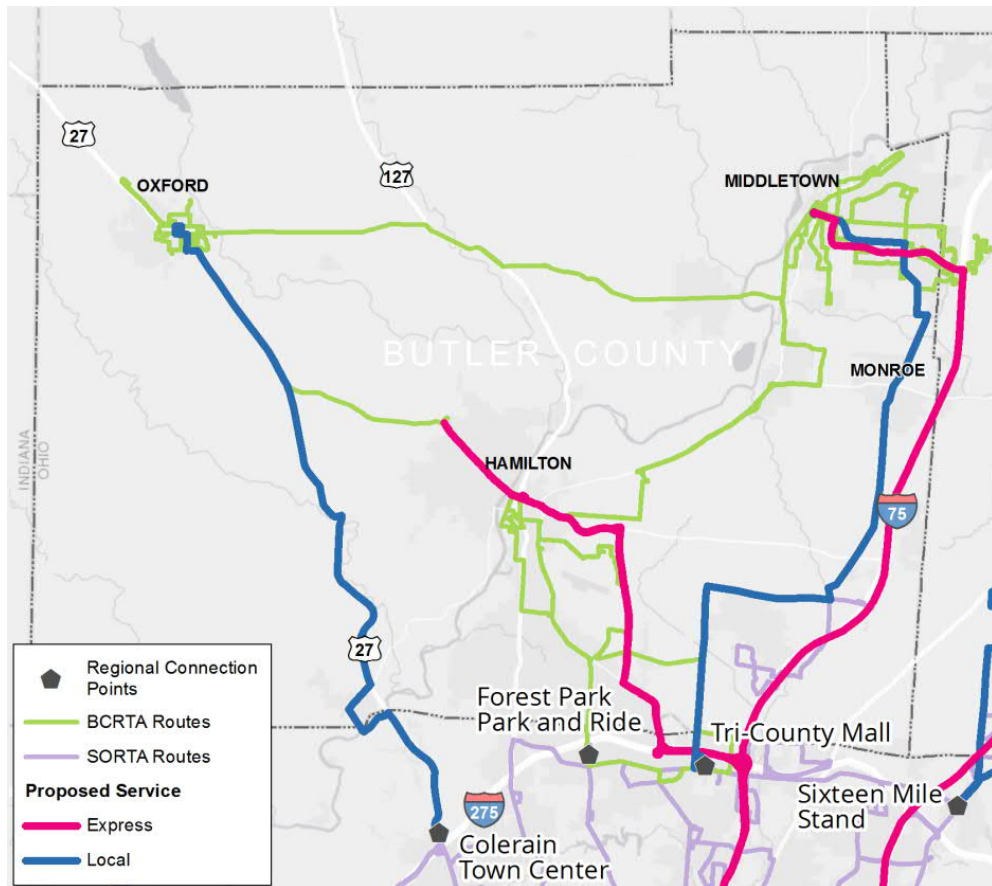 27
OXFORD
127
MIDDLETOWN
BUTLER COUNTY
MONROE
HAMILTON
INDIANA
OHIO
75
27
Forest Park
Park and Ride
Tri-County Mall
Sixteen Mile
Stand
275
Colerain
Town Center
Regional Connection
Points
BCRTA Routes
SORTA Routes
Proposed Service
Express
Local